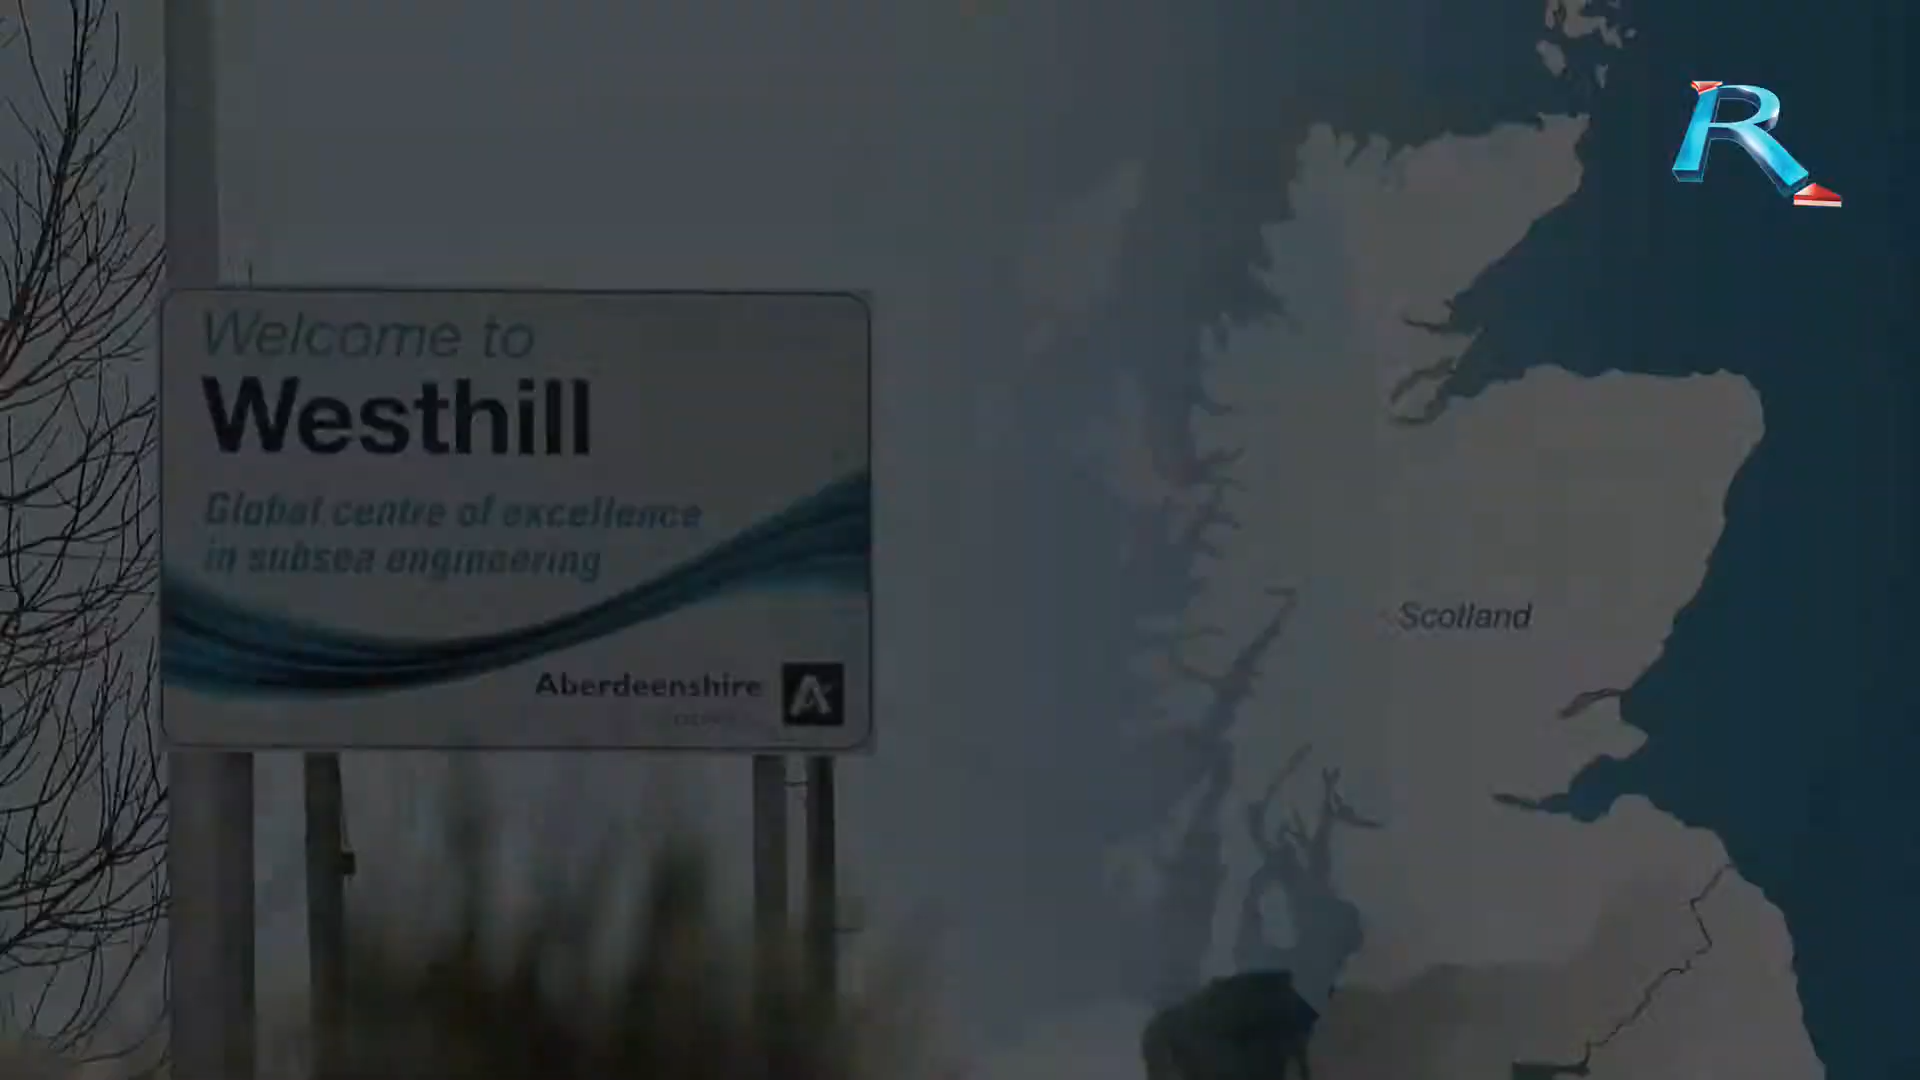 Welcome to
Westhill
Global centre of excellence
in subsea engineering
Aberdeenshire
Scotland
R